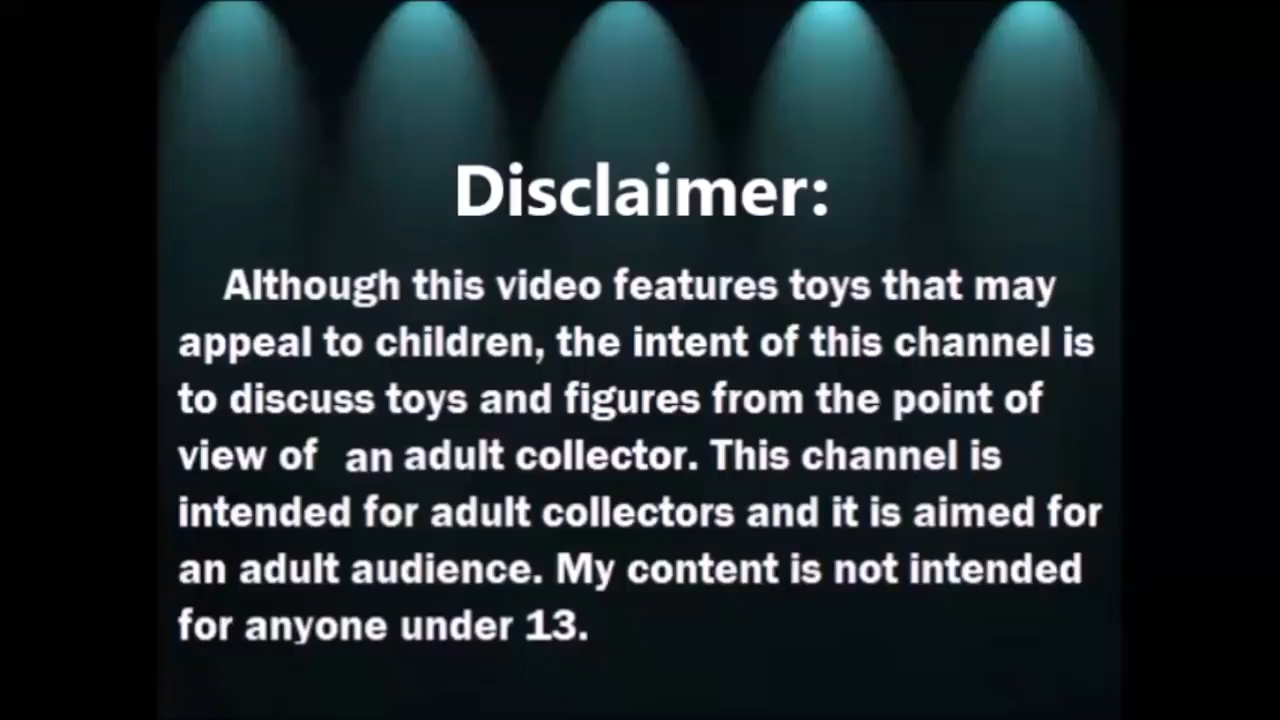 Disclaimer:
Although this video features toys that may
appeal to children, the intent of this channel is
to discuss toys and figures from the point of
view of an adult collector. This channel is
intended for adult collectors and it is aimed for
an adult audience. My content is not intended
for anyone under 13.